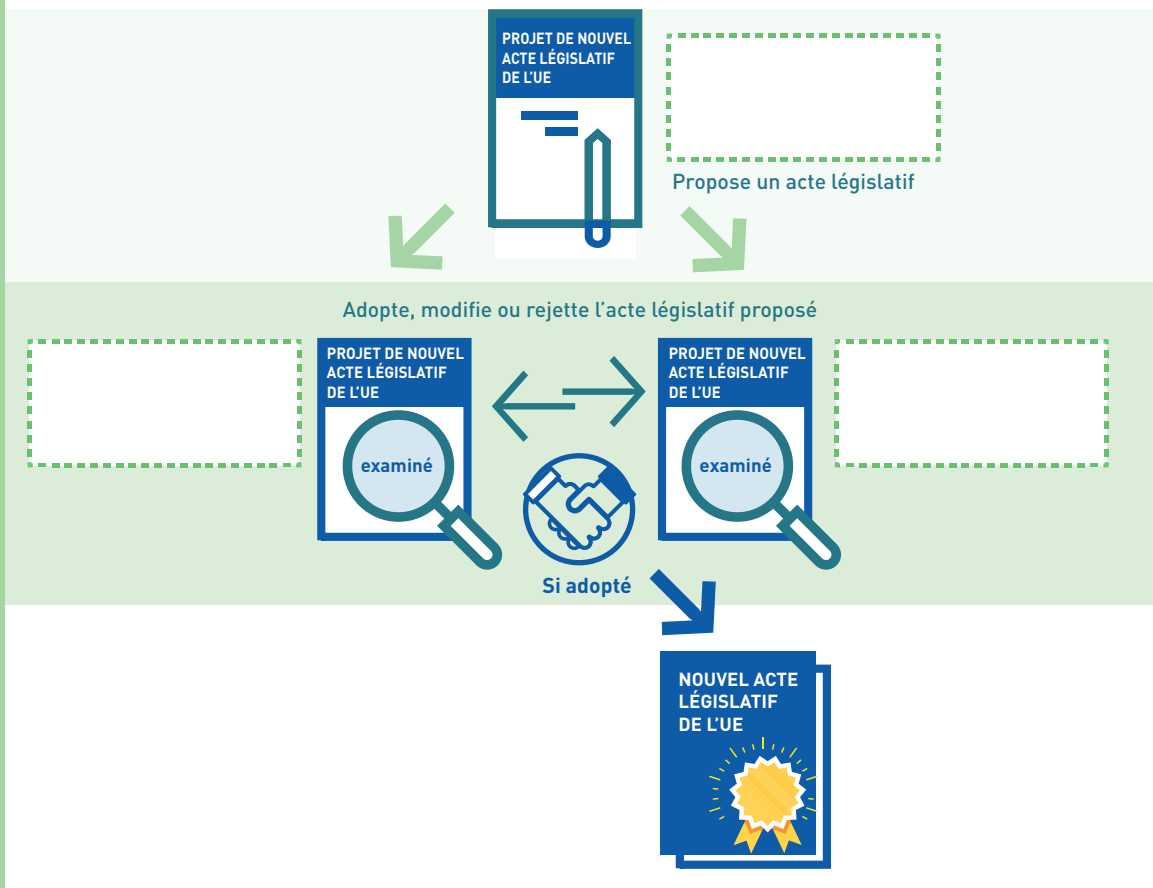 PROJET DE NOUVEL
ACTE LÉGISLATIF
DE L'UE
Propose un acte législatif
Adopte, modifie ou rejette l'acte législatif proposé
PROJET DE NOUVEL
ACTE LÉGISLATIF
DE L'UE
examiné
PROJET DE NOUVEL
ACTE LÉGISLATIF
DE L'UE
examiné
Si adopté
NOUVEL ACTE
LÉGISLATIF
DE L'UE